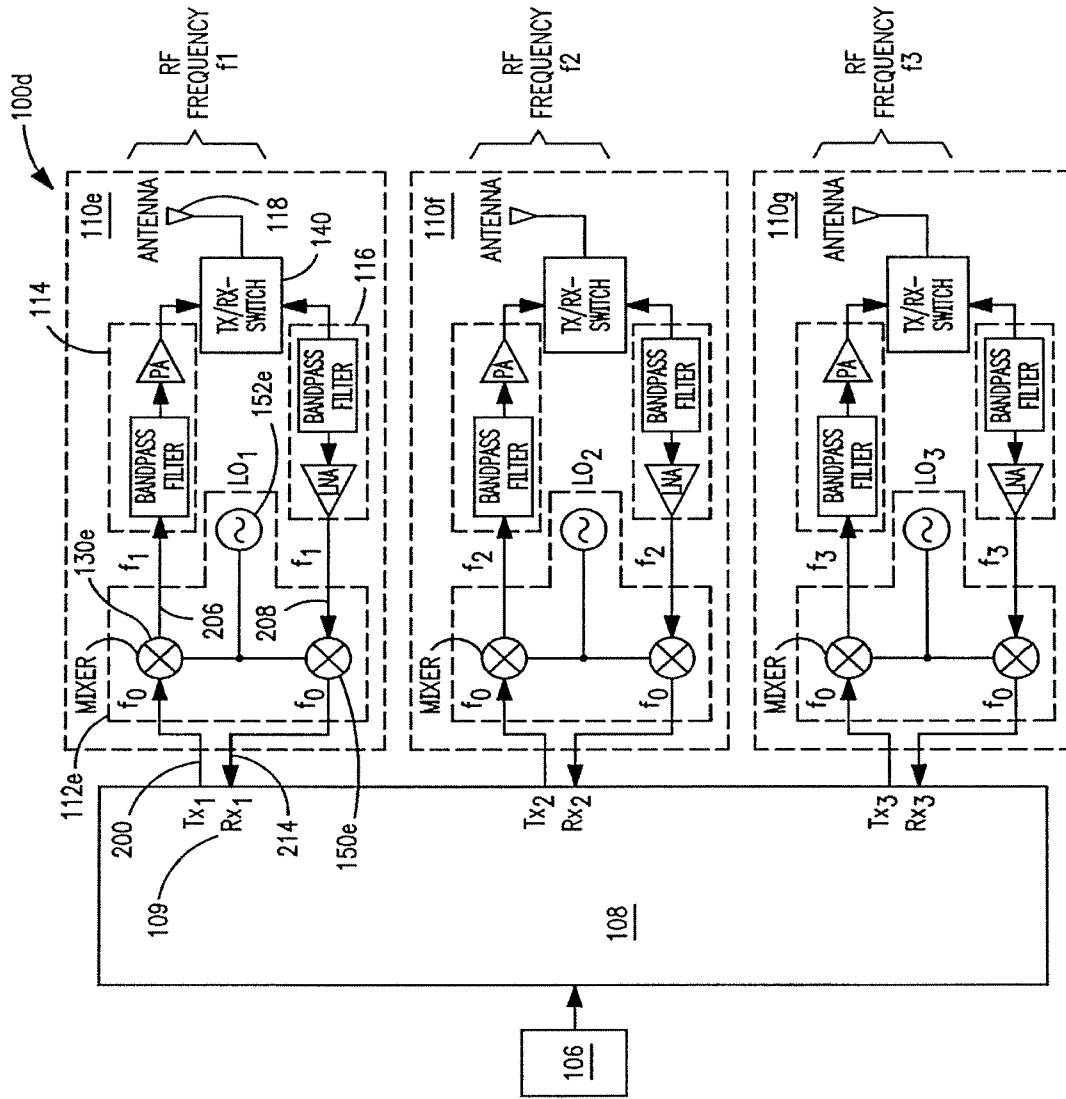 100d
110e
ANTENNA
118
114
140
116
TX/RX-
SWITCH
PA
BANDPASS
FILTER
152e
LO1
BANDPASS
FILTER
LNA
130e
f1
206
f1
208
MIXER
f0
f0
112e
200
Tx1
Rx1
214
150e
109
RF
FREQUENCY
f1
110f
ANTENNA
TX/RX-
SWITCH
PA
BANDPASS
FILTER
LO2
BANDPASS
FILTER
LNA
f2
f2
MIXER
f0
f0
Tx2
Rx2
RF
FREQUENCY
f2
110g
ANTENNA
TX/RX-
SWITCH
PA
BANDPASS
FILTER
LO3
BANDPASS
FILTER
LNA
f3
f3
MIXER
f0
f0
Tx3
Rx3
RF
FREQUENCY
f3
108
106